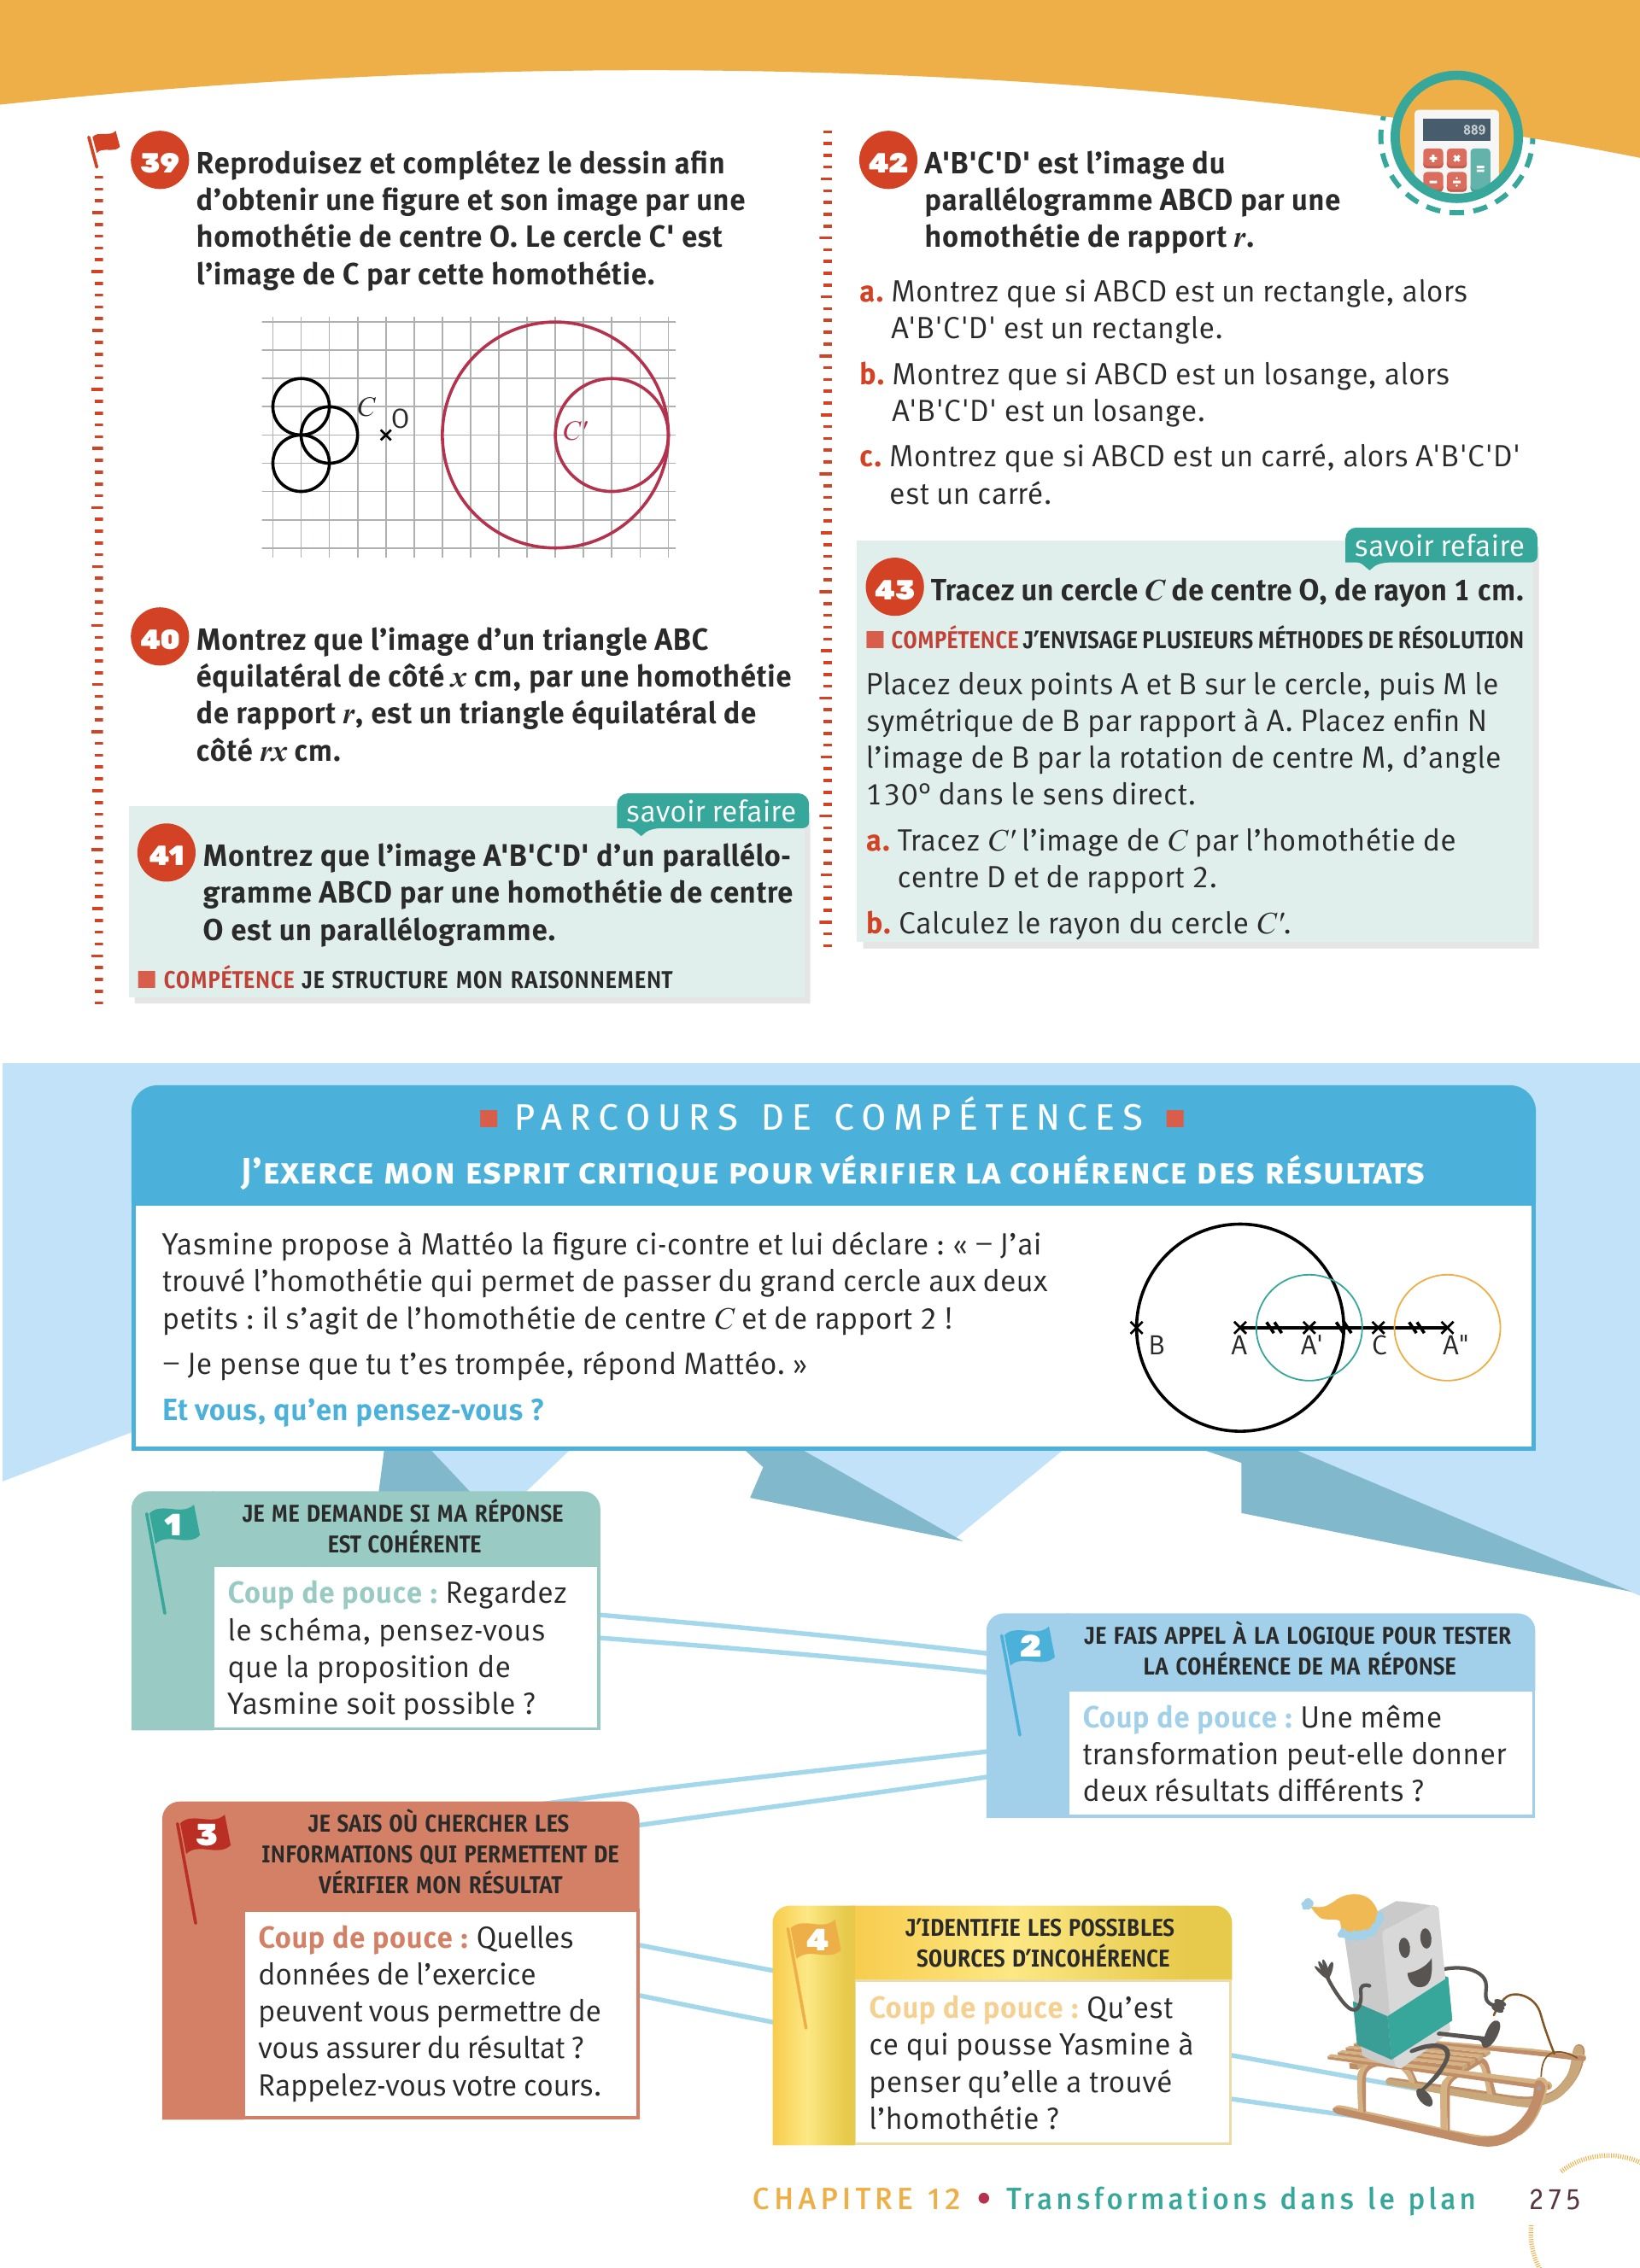 39 Reproduisez et complétez le dessin afin
d'obtenir une figure et son image par une
homothétie de centre O. Le cercle C' est
l'image de C par cette homothétie.
C
O
C'
40 Montrez que l'image d'un triangle ABC
équilatéral de côté x cm, par une homothétie
de rapport r, est un triangle équilatéral de
côté rx cm.
savoir refaire
41 Montrez que l'image A'B'C'D' d'un parallélo-
gramme ABCD par une homothétie de centre
O est un parallélogramme.
COMPÉTENCE JE STRUCTURE MON RAISONNEMENT
889
42 A'B'C'D' est l'image du
parallélogramme ABCD par une
homothétie de rapport r.
a. Montrez que si ABCD est un rectangle, alors
A'B'C'D' est un rectangle.
b. Montrez que si ABCD est un losange, alors
A'B'C'D' est un losange.
c. Montrez que si ABCD est un carré, alors A'B'C'D'
est un carré.
savoir refaire
43 Tracez un cercle C de centre O, de rayon 1 cm.
COMPÉTENCE J'ENVISAGE PLUSIEURS MÉTHODES DE RÉSOLUTION
Placez deux points A et B sur le cercle, puis M le
symétrique de B par rapport à A. Placez enfin N
l'image de B par la rotation de centre M, d'angle
130° dans le sens direct.
a. Tracez C' l'image de C par l'homothétie de
centre D et de rapport 2.
b. Calculez le rayon du cercle C'.
PARCOURS DE COMPÉTENCES
J'EXERCE MON ESPRIT CRITIQUE POUR VÉRIFIER LA COHÉRENCE DES RÉSULTATS
Yasmine propose à Mattéo la figure ci-contre et lui déclare : « – J'ai
trouvé l'homothétie qui permet de passer du grand cercle aux deux
petits : il s'agit de l'homothétie de centre C et de rapport 2 !
– Je pense que tu t'es trompée, répond Mattéo. »
Et vous, qu'en pensez-vous ?
B A A' C A"
1 JE ME DEMANDE SI MA RÉPONSE
EST COHÉRENTE
Coup de pouce : Regardez
le schéma, pensez-vous
que la proposition de
Yasmine soit possible ?
2 JE FAIS APPEL À LA LOGIQUE POUR TESTER
LA COHÉRENCE DE MA RÉPONSE
Coup de pouce : Une même
transformation peut-elle donner
deux résultats différents ?
3 JE SAIS OÙ CHERCHER LES
INFORMATIONS QUI PERMETTENT DE
VÉRIFIER MON RÉSULTAT
Coup de pouce : Quelles
données de l'exercice
peuvent vous permettre de
vous assurer du résultat ?
Rappelez-vous votre cours.
4 J'IDENTIFIE LES POSSIBLES
SOURCES D'INCOHÉRENCE
Coup de pouce : Qu'est
ce qui pousse Yasmine à
penser qu'elle a trouvé
l'homothétie ?
CHAPITRE 12 • Transformations dans le plan 275